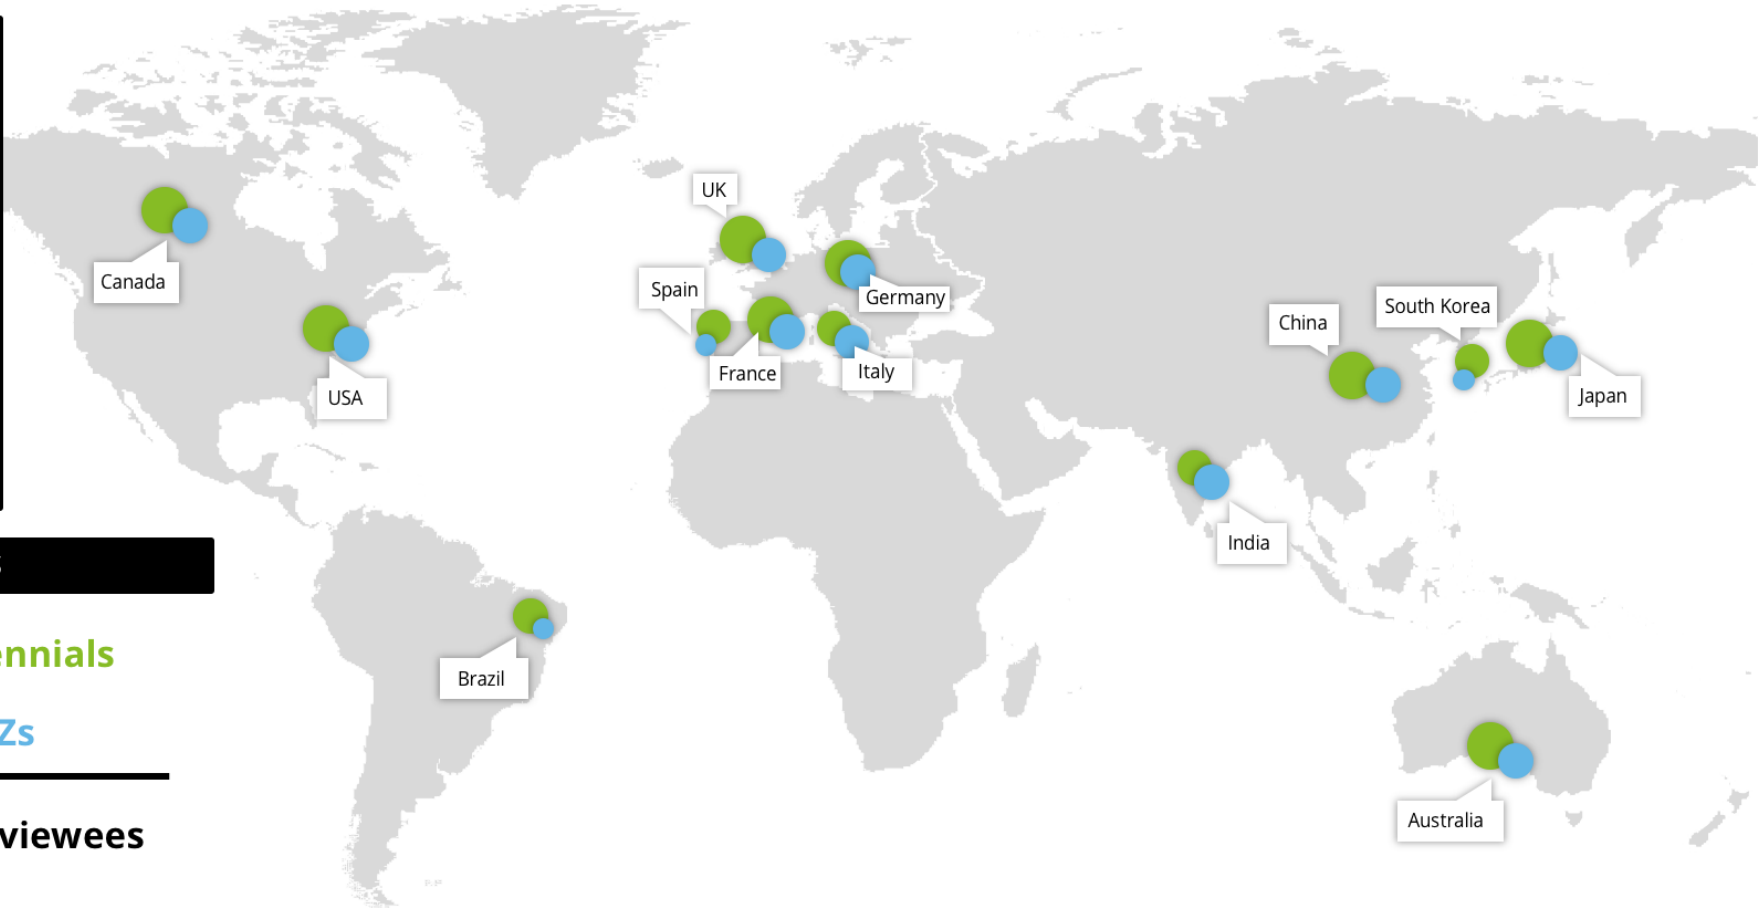 UK
Canada
Spain
Germany
South Korea
China
France
Italy
USA
Japan
India
s
ennials
Brazil
Zs
Australia
viewees